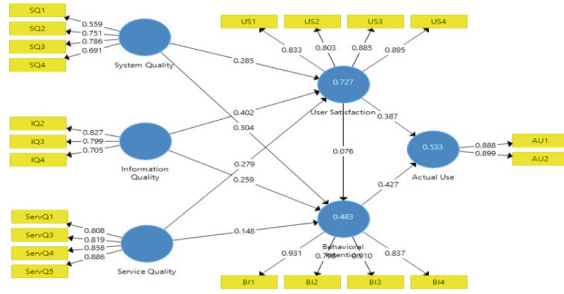 SQ1
SQ2
SQ3
SQ4
0.559
0.751
0.786
0.691
System Quality
US1
US2
US3
US4
0.833
0.803
0.885
0.895
0.727
User Satisfaction
0.285
0.402
0.304
0.279
0.259
0.148
0.076
0.387
0.427
IQ2
IQ3
IQ4
0.827
0.799
0.705
Information
Quality
0.533
Actual Use
0.888
0.899
AU1
AU2
ServQ1
ServQ3
ServQ4
ServQ5
0.808
0.819
0.858
0.886
Service Quality
0.483
Behavioral
Intention
0.931
0.910
0.837
BI1
BI2
BI3
BI4